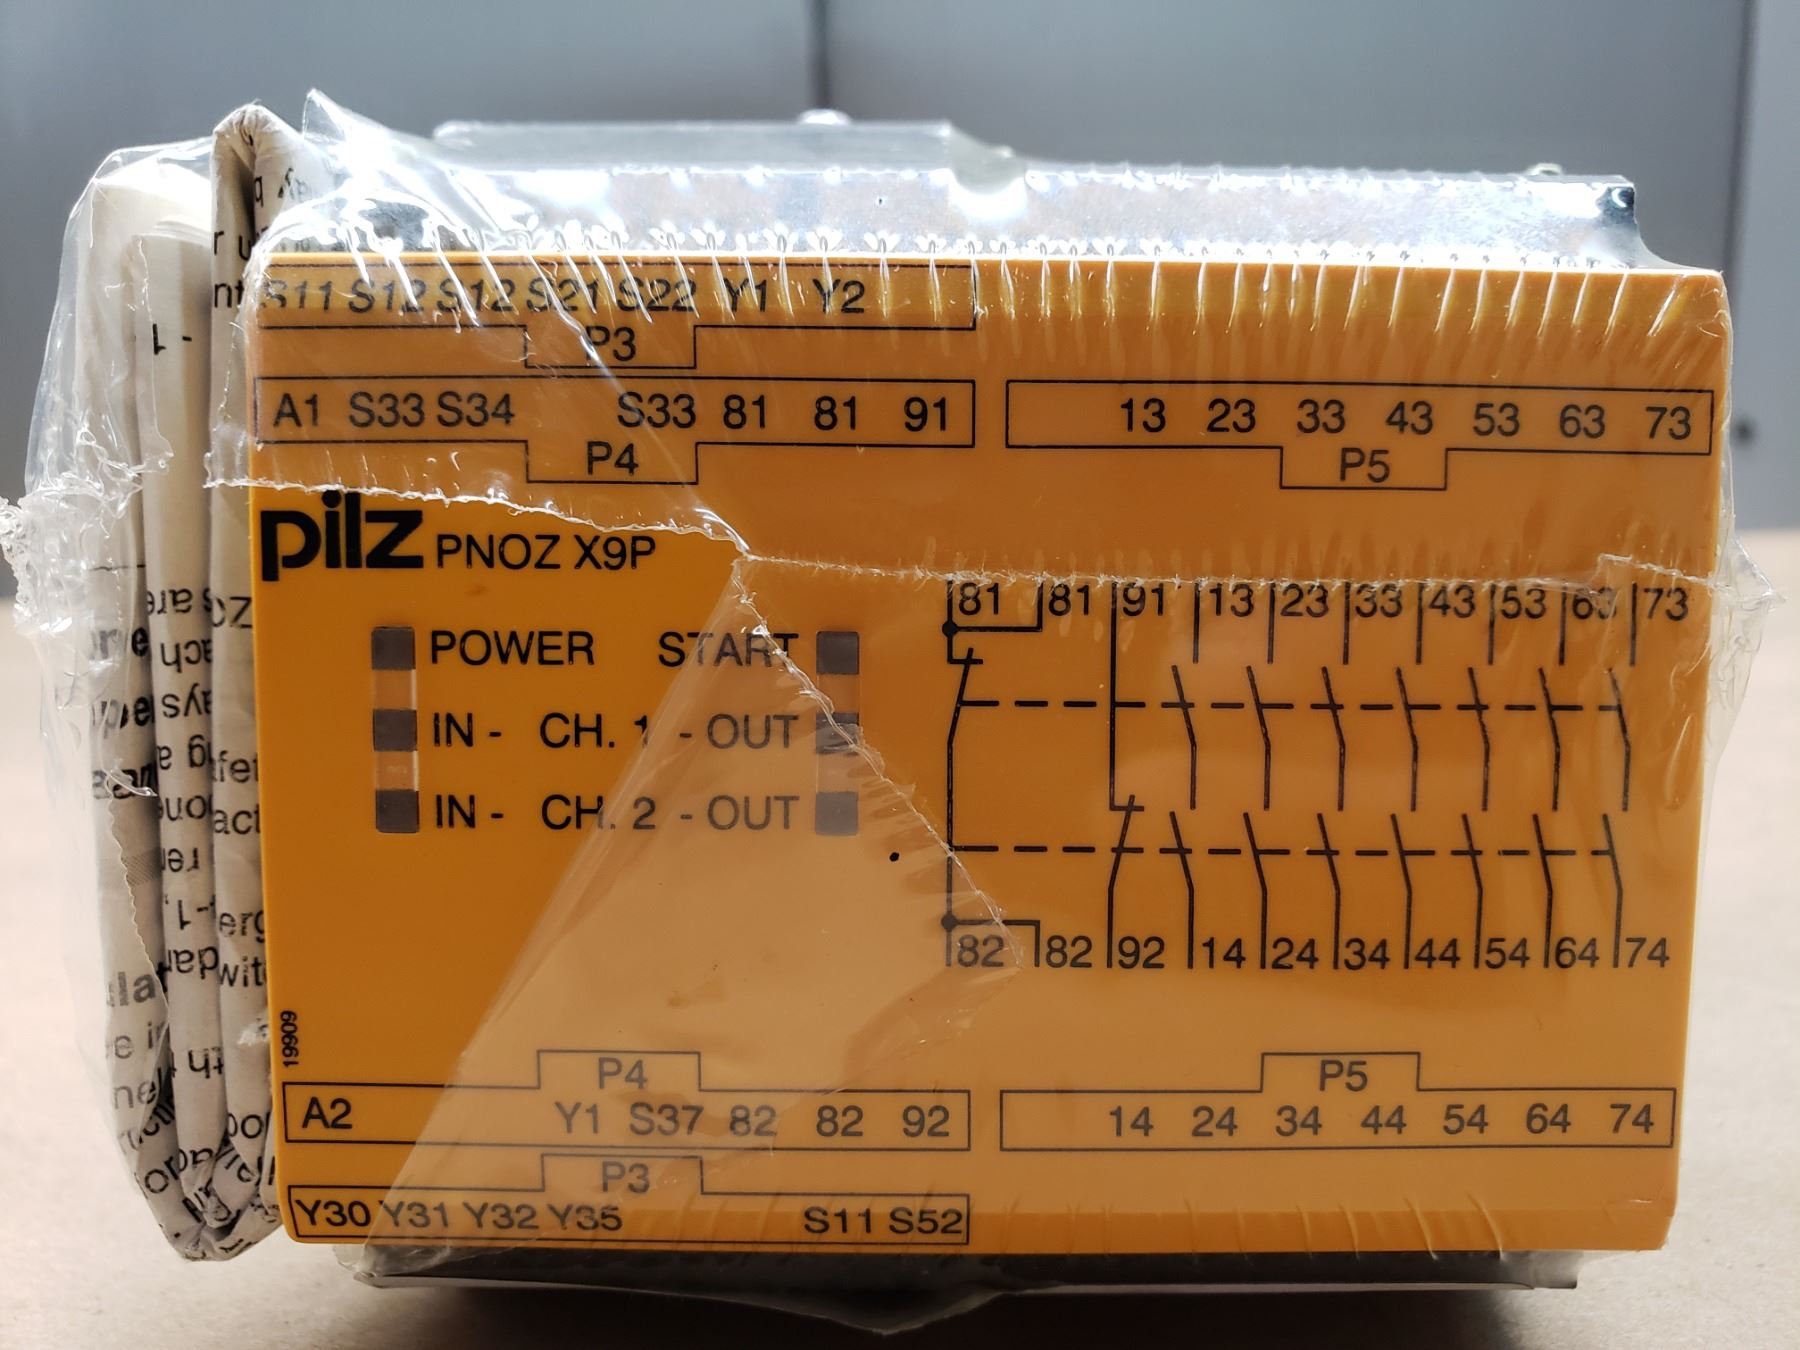 S11 S12 S12 S21 S22 Y1 Y2
P3
A1 S33 S34 S33 81 81 91
P4
13 23 33 43 53 63 73
P5
pilz PNOZ X9P
POWER START
IN - CH. 1 - OUT
IN - CH. 2 - OUT
81 81 91 13 23 33 43 53 63 73
82 82 92 14 24 34 44 54 64 74
19909
P4
A2 Y1 S37 82 82 92
P5
14 24 34 44 54 64 74
P3
Y30 Y31 Y32 Y35 S11 S52